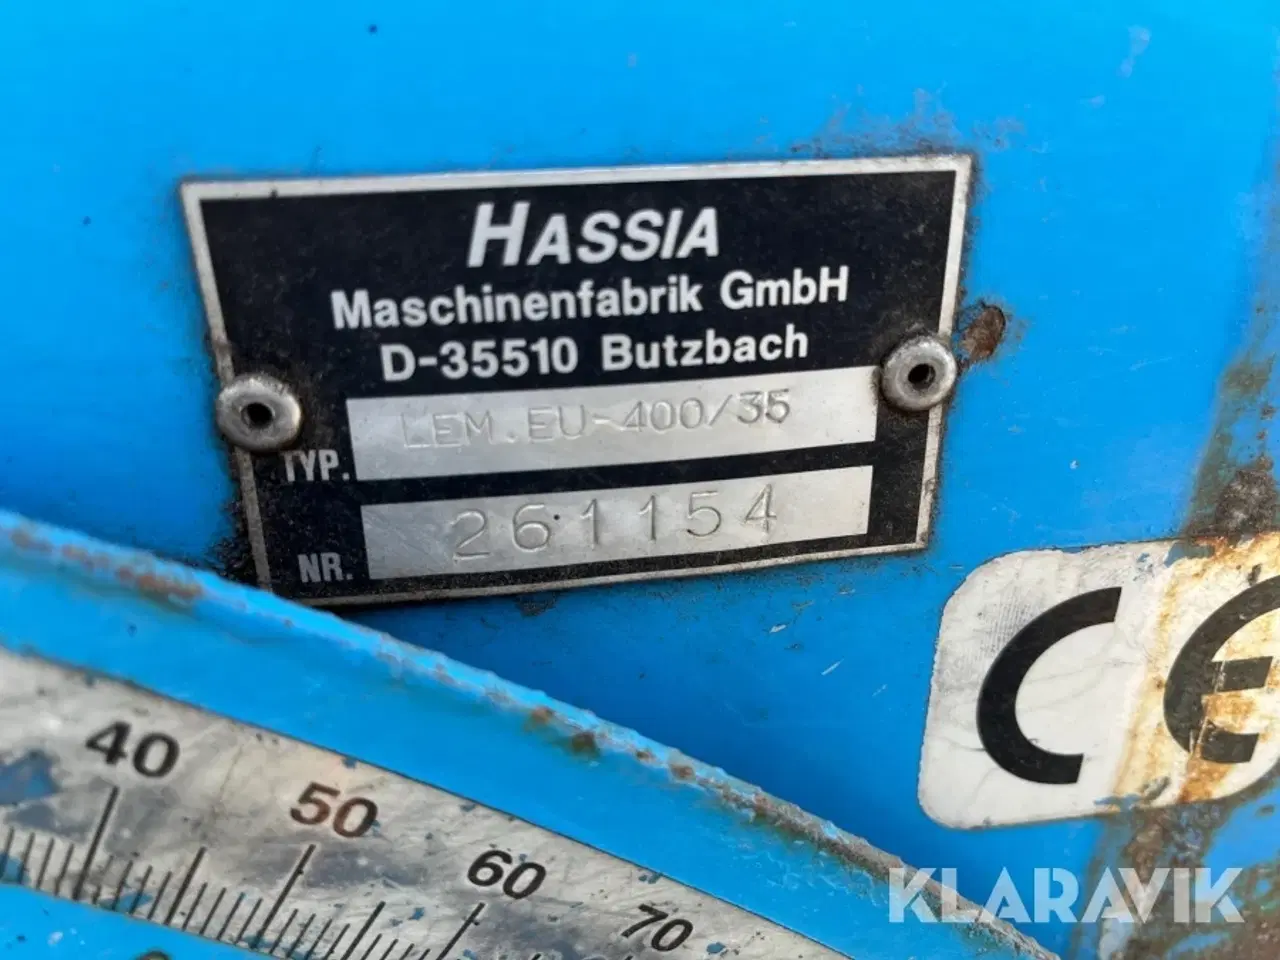 HASSIA
Maschinenfabrik GmbH
D-35510 Butzbach
TYP. LEM.EU-400/35
NR. 261154
CE
40 50 60 70
KLARAVIK